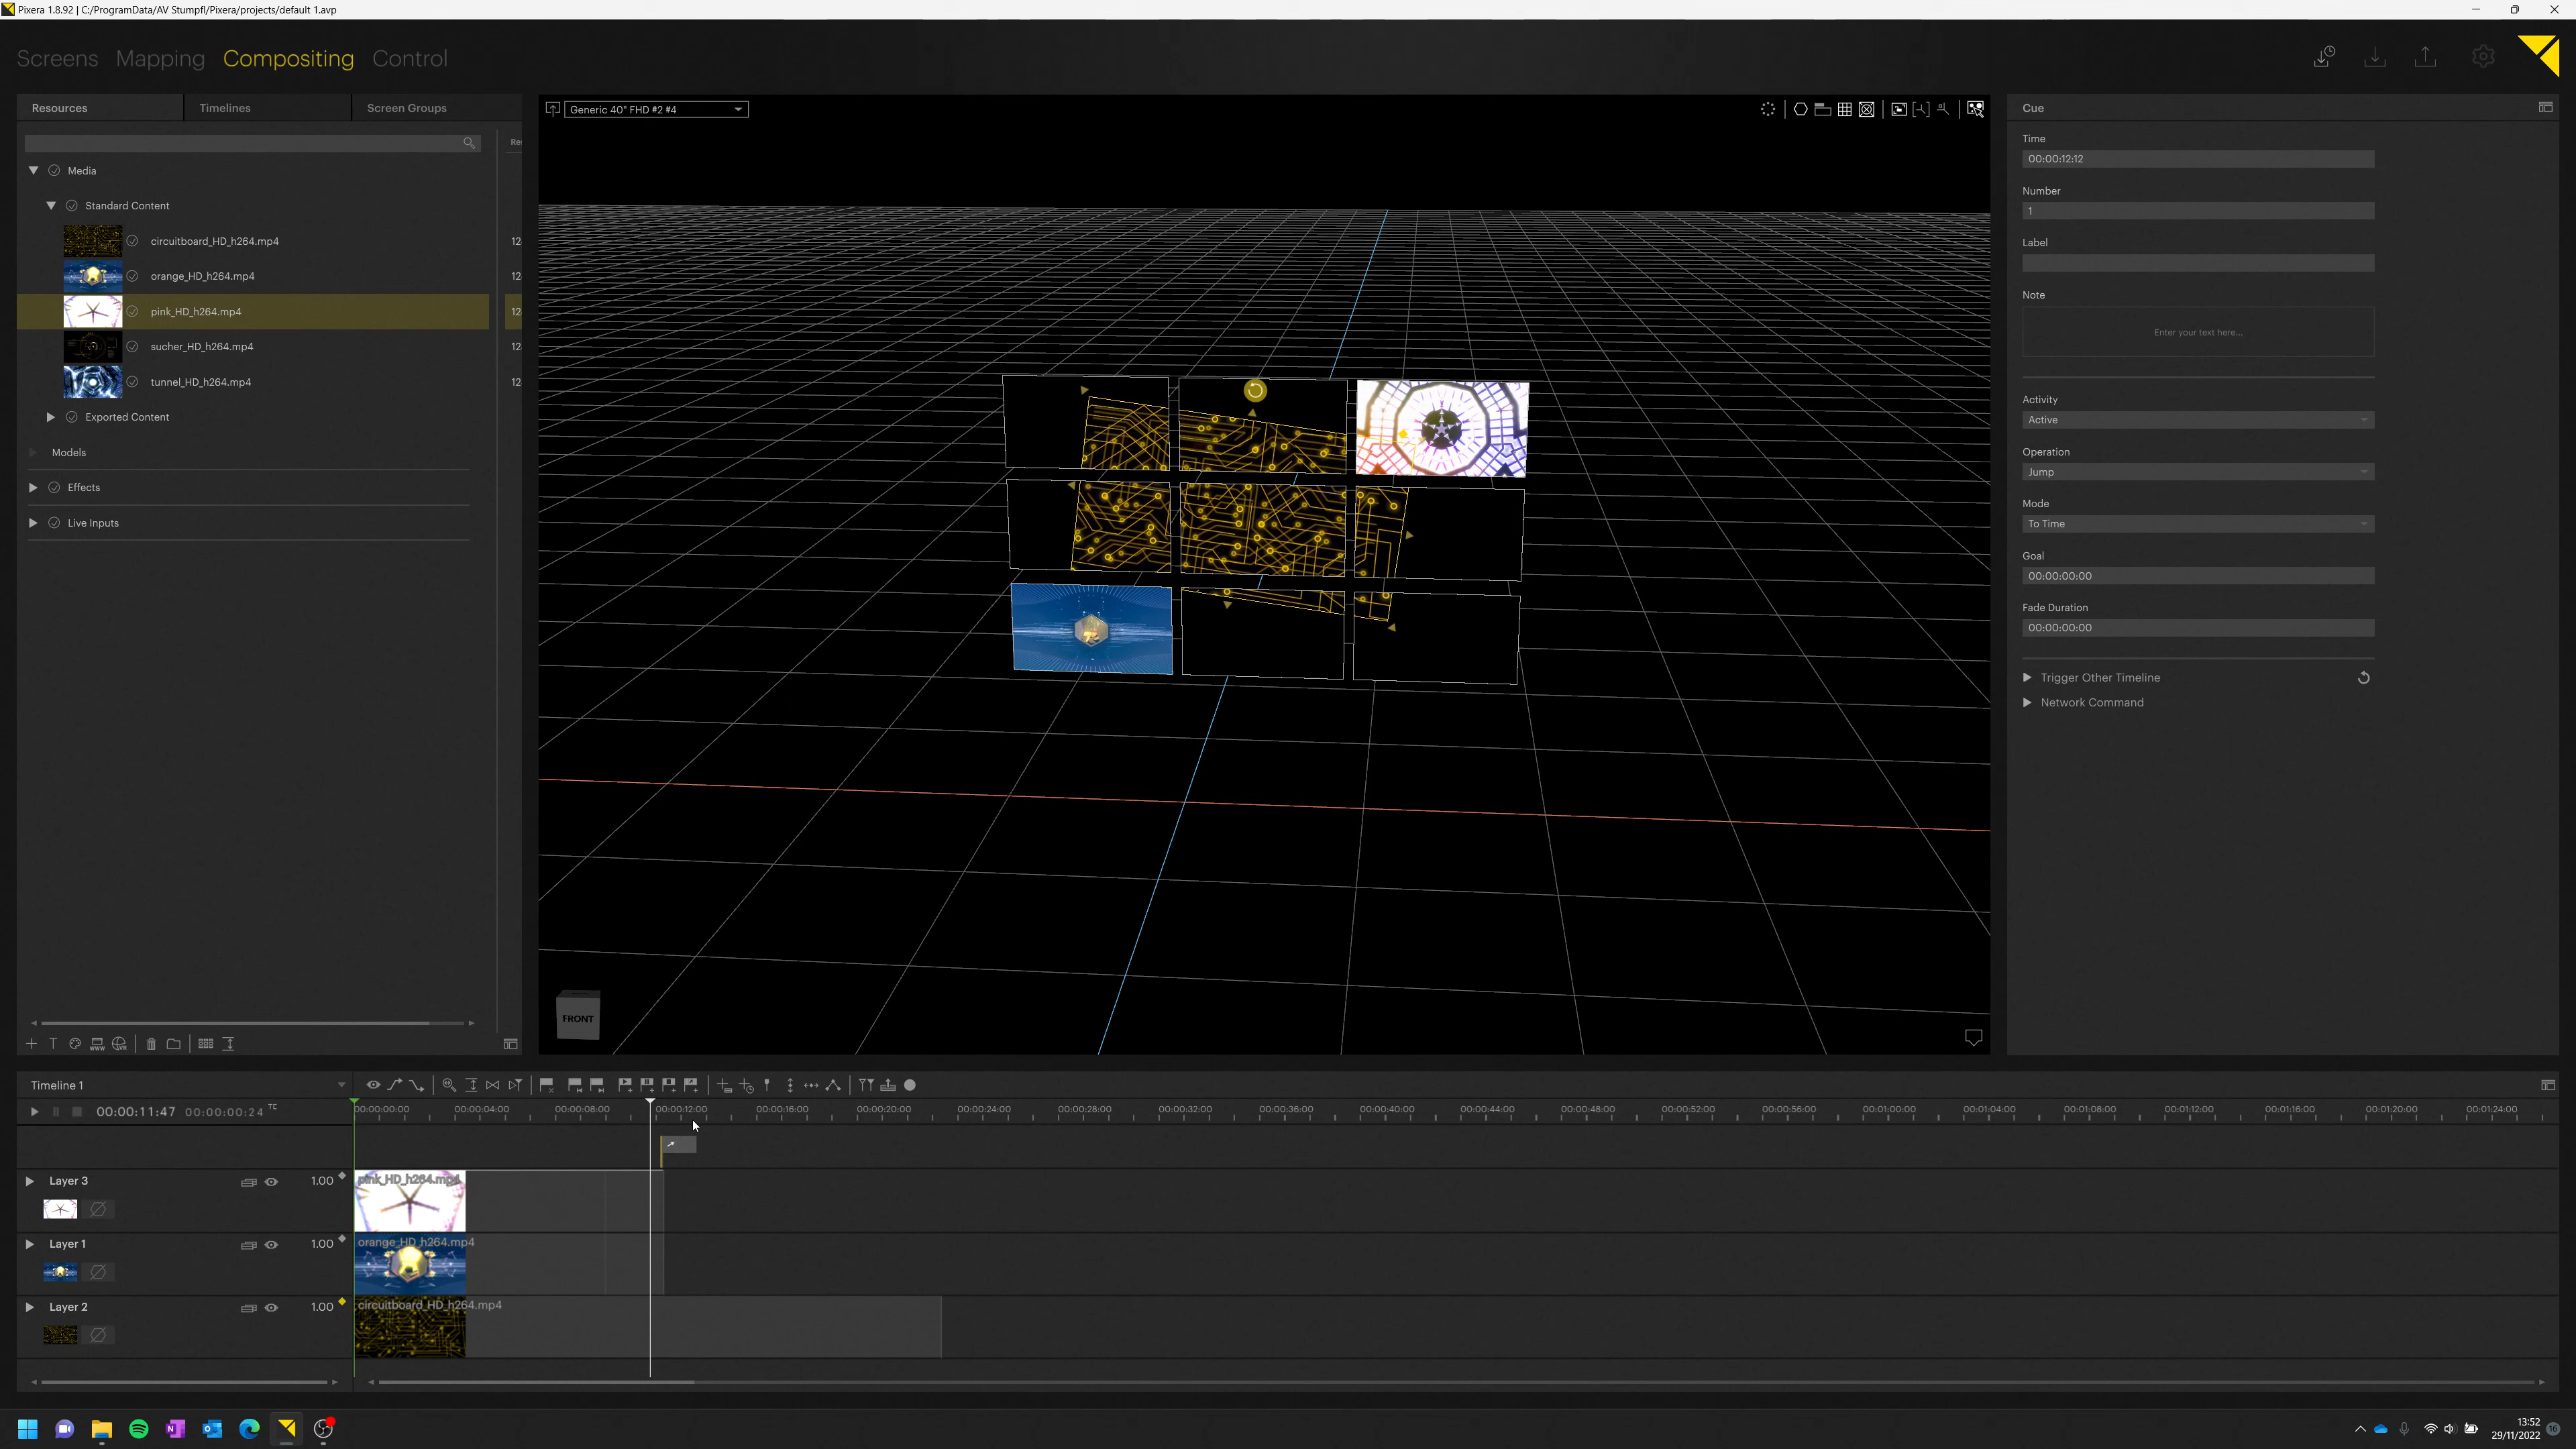 Pixera 1.8.92 | C:/ProgramData/AV Stumpfl/Pixera/projects/default 1.avp
Screens Mapping Compositing Control
Resources Timelines Screen Groups
Generic 40" FHD #2 #4
Cue
Media
Standard Content
circuitboard_HD_h264.mp4 12
orange_HD_h264.mp4 12
pink_HD_h264.mp4 12
sucher_HD_h264.mp4 12
tunnel_HD_h264.mp4 12
Exported Content
Models
Effects
Live Inputs
WWW
FRONT
Time
00:00:12:12
Number
1
Label
Note
Enter your text here...
Activity
Active
Operation
Jump
Mode
To Time
Goal
00:00:00:00
Fade Duration
00:00:00:00
Trigger Other Timeline
Network Command
Timeline 1
00:00:11:47 00:00:00:24 TC
00:00:00:00 00:00:04:00 00:00:08:00 00:00:12:00 00:00:16:00 00:00:20:00 00:00:24:00 00:00:28:00 00:00:32:00 00:00:36:00 00:00:40:00 00:00:44:00 00:00:48:00 00:00:52:00 00:00:56:00 00:01:00:00 00:01:04:00 00:01:08:00 00:01:12:00 00:01:16:00 00:01:20:00 00:01:24:00
Layer 3 1.00 pink_HD_h264.mp4
Layer 1 1.00 orange_HD_h264.mp4
Layer 2 1.00 circuitboard_HD_h264.mp4
13:52
29/11/2022
16